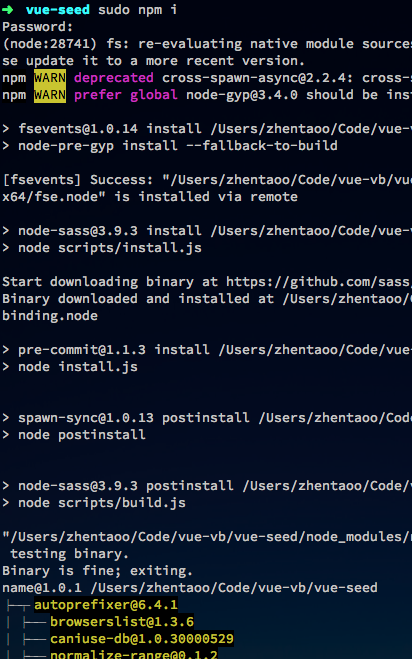 ➜ vue-seed sudo npm i
Password:
(node:28741) fs: re-evaluating native module sources
se update it to a more recent version.
npm WARN deprecated cross-spawn-async@2.2.4: cross-s
npm WARN prefer global node-gyp@3.4.0 should be inst
> fsevents@1.0.14 install /Users/zhentaoo/Code/vue-v
> node-pre-gyp install --fallback-to-build
[fsevents] Success: "/Users/zhentaoo/Code/vue-vb/vue
x64/fse.node" is installed via remote
> node-sass@3.9.3 install /Users/zhentaoo/Code/vue-v
> node scripts/install.js
Start downloading binary at https://github.com/sass/
Binary downloaded and installed at /Users/zhentaoo/C
binding.node
> pre-commit@1.1.3 install /Users/zhentaoo/Code/vue-
> node install.js
> spawn-sync@1.0.13 postinstall /Users/zhentaoo/Code
> node postinstall
> node-sass@3.9.3 postinstall /Users/zhentaoo/Code/v
> node scripts/build.js
"/Users/zhentaoo/Code/vue-vb/vue-seed/node_modules/n
testing binary.
Binary is fine; exiting.
name@1.0.1 /Users/zhentaoo/Code/vue-vb/vue-seed
├─┬ autoprefixer@6.4.1
│ ├── browserslist@1.3.6
│ ├── caniuse-db@1.0.30000529
│ ├── normalize-range@0.1.2